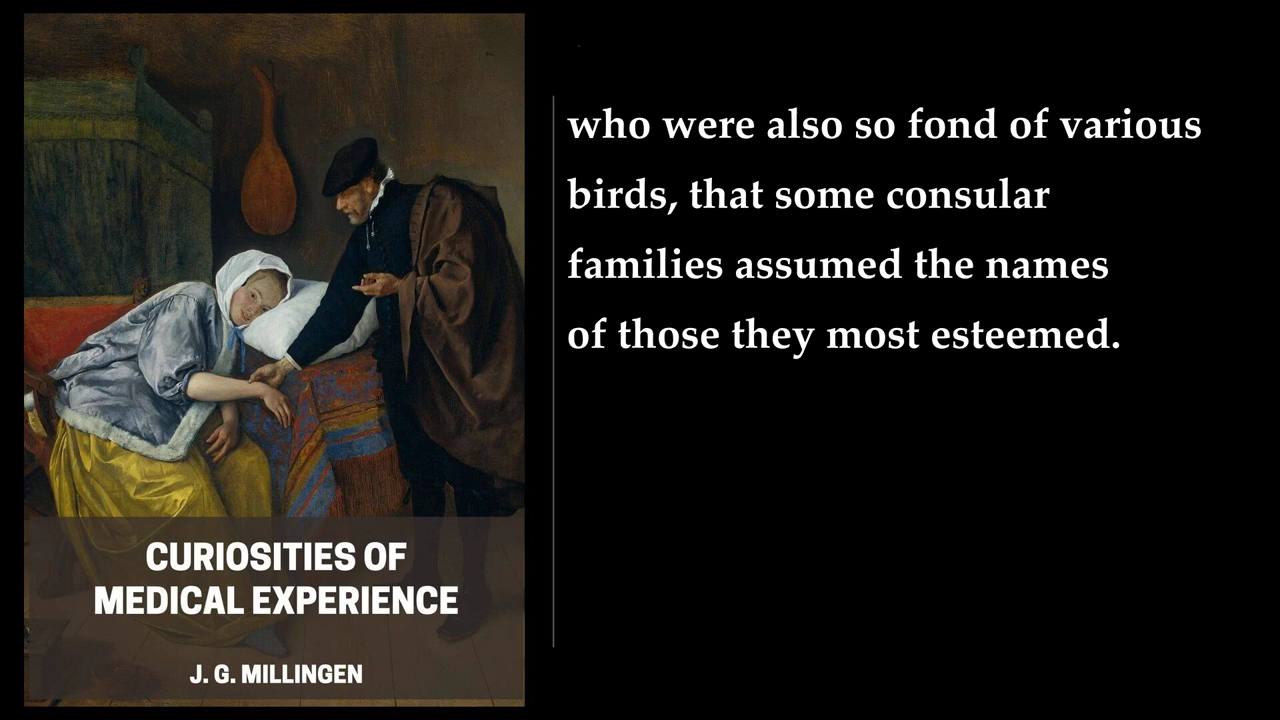 who were also so fond of various
birds, that some consular
families assumed the names
of those they most esteemed.
CURIOSITIES OF
MEDICAL EXPERIENCE
J. G. MILLINGEN